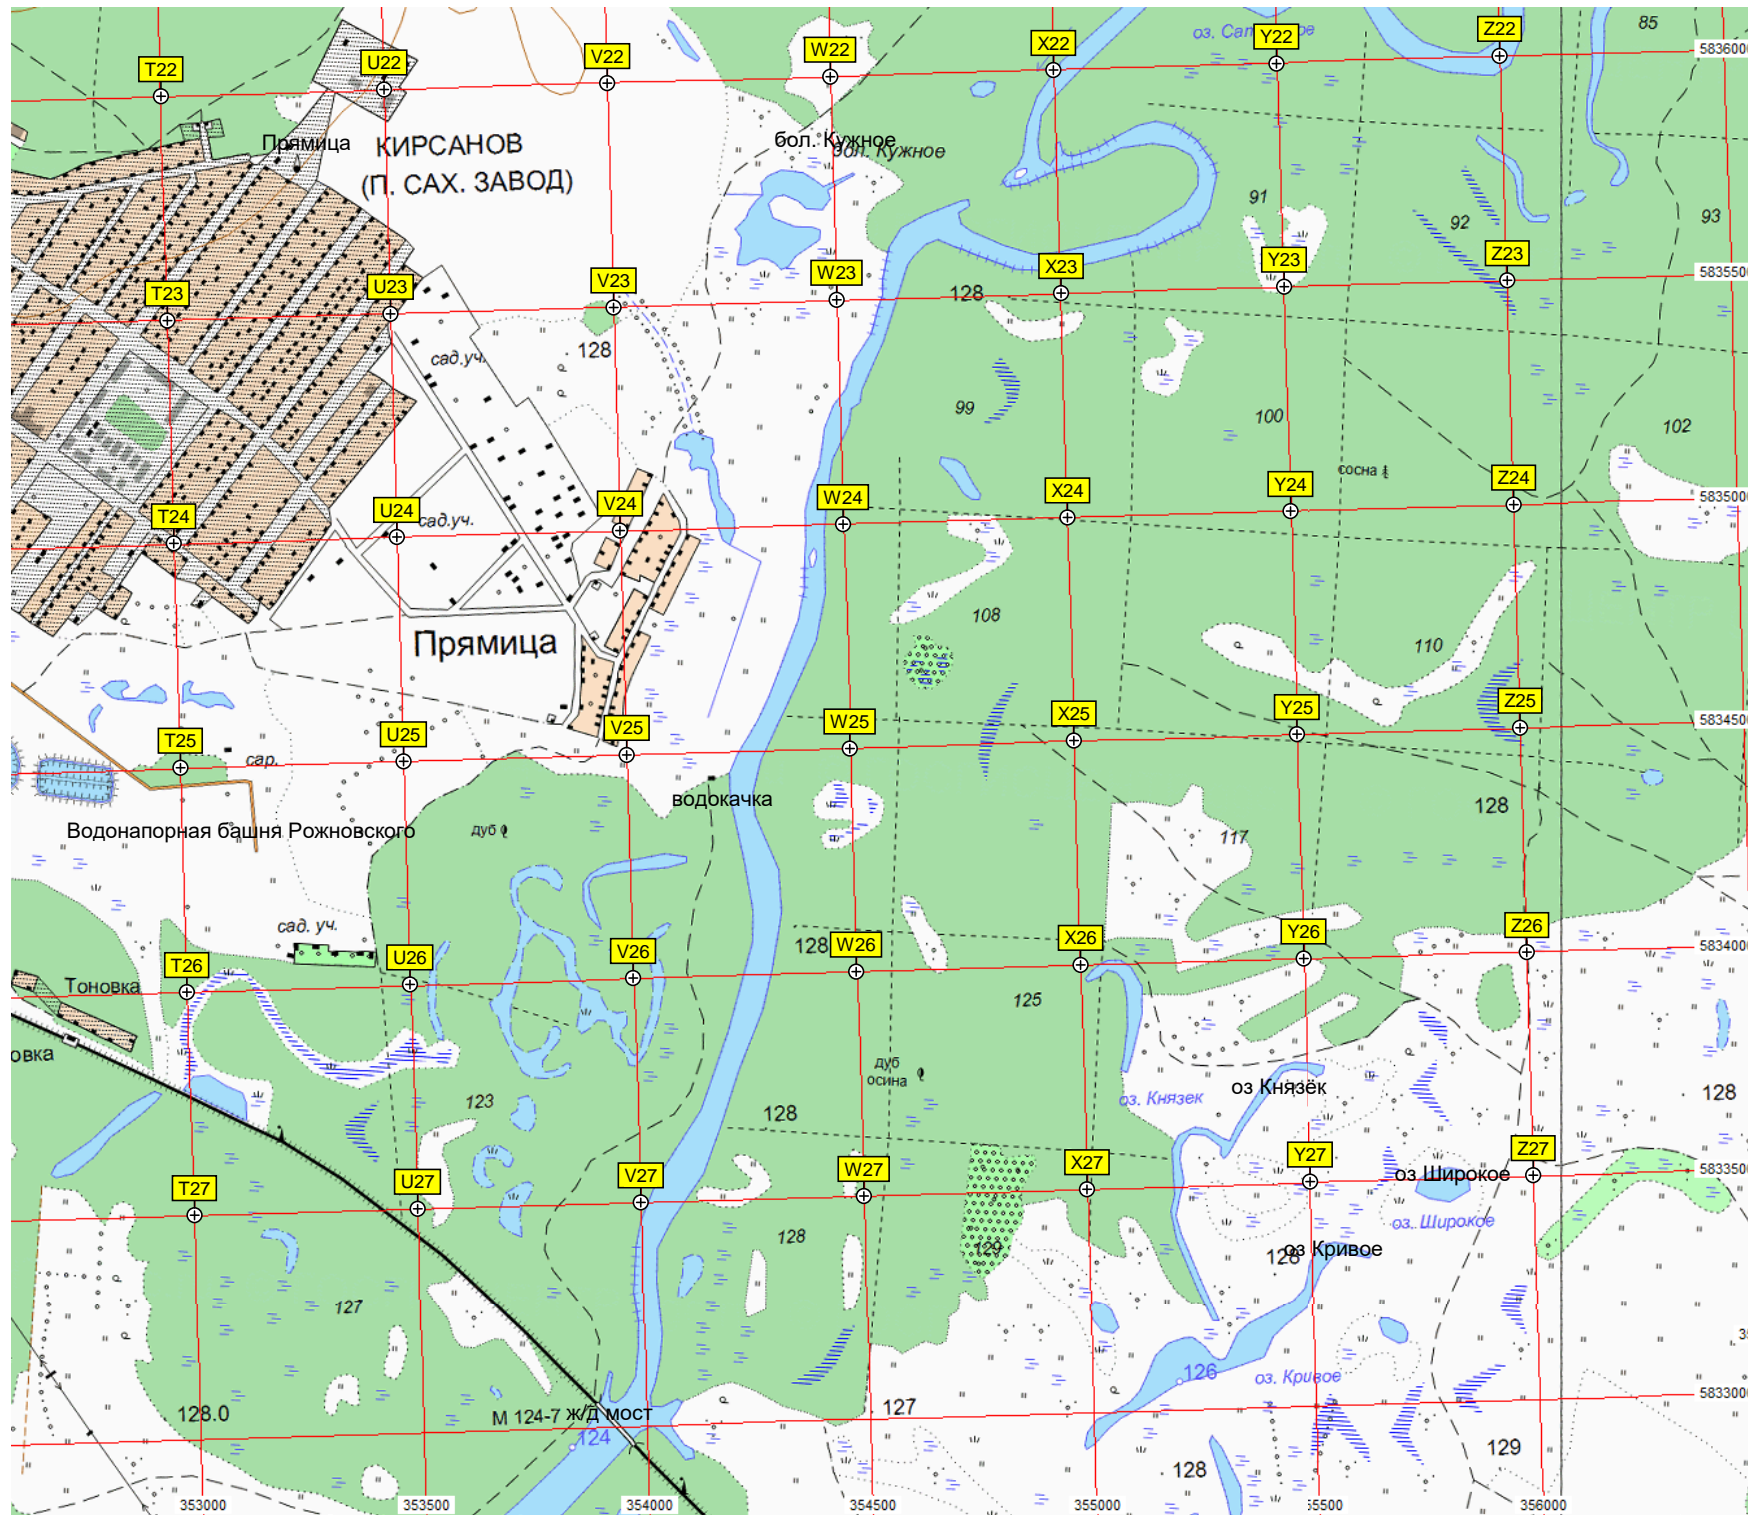 85
оз. Сап
ре
T22
U22
V22
W22
X22
Y22
Z22
5836000
Прямица
КИРСАНОВ
(П. САХ. ЗАВОД)
бол. Кужное
бол. Кужное
91
92
93
T23
U23
V23
W23
X23
Y23
Z23
5835500
128
128
сад.уч.
99
100
102
сосна
T24
U24
V24
W24
X24
Y24
Z24
5835000
сад.уч.
108
110
Прямица
T25
U25
V25
W25
X25
Y25
Z25
5834500
сар.
водокачка
128
Водонапорная башня Рожновского
дуб
117
сад. уч.
T26
U26
V26
128
W26
X26
Y26
Z26
5834000
Тоновка
125
овка
дуб
осина
оз Князёк
оз. Князек
123
128
128
T27
U27
V27
W27
X27
Y27
оз Широкое
Z27
583350
оз. Широкое
128
129
128
оз Кривое
127
126
оз. Кривое
128.0
М 124-7 ж/д мост
127
5833000
124
128
129
353000
353500
354000
354500
355000
35500
356000